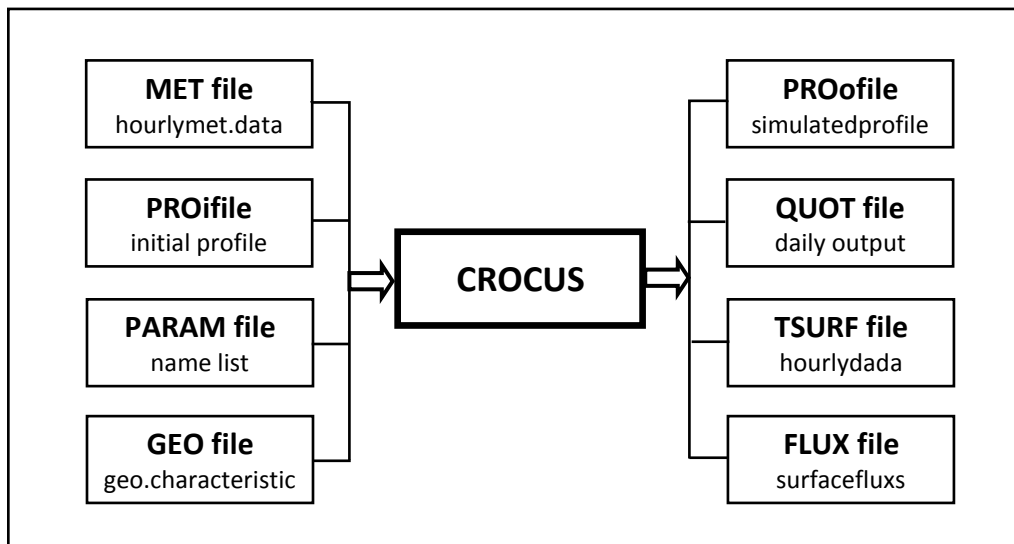 MET file
hourlymet.data
PROifile
initial profile
PARAM file
name list
GEO file
geo.characteristic
CROCUS
PROofile
simulatedprofile
QUOT file
daily output
TSURF file
hourlydada
FLUX file
surfacefluxs